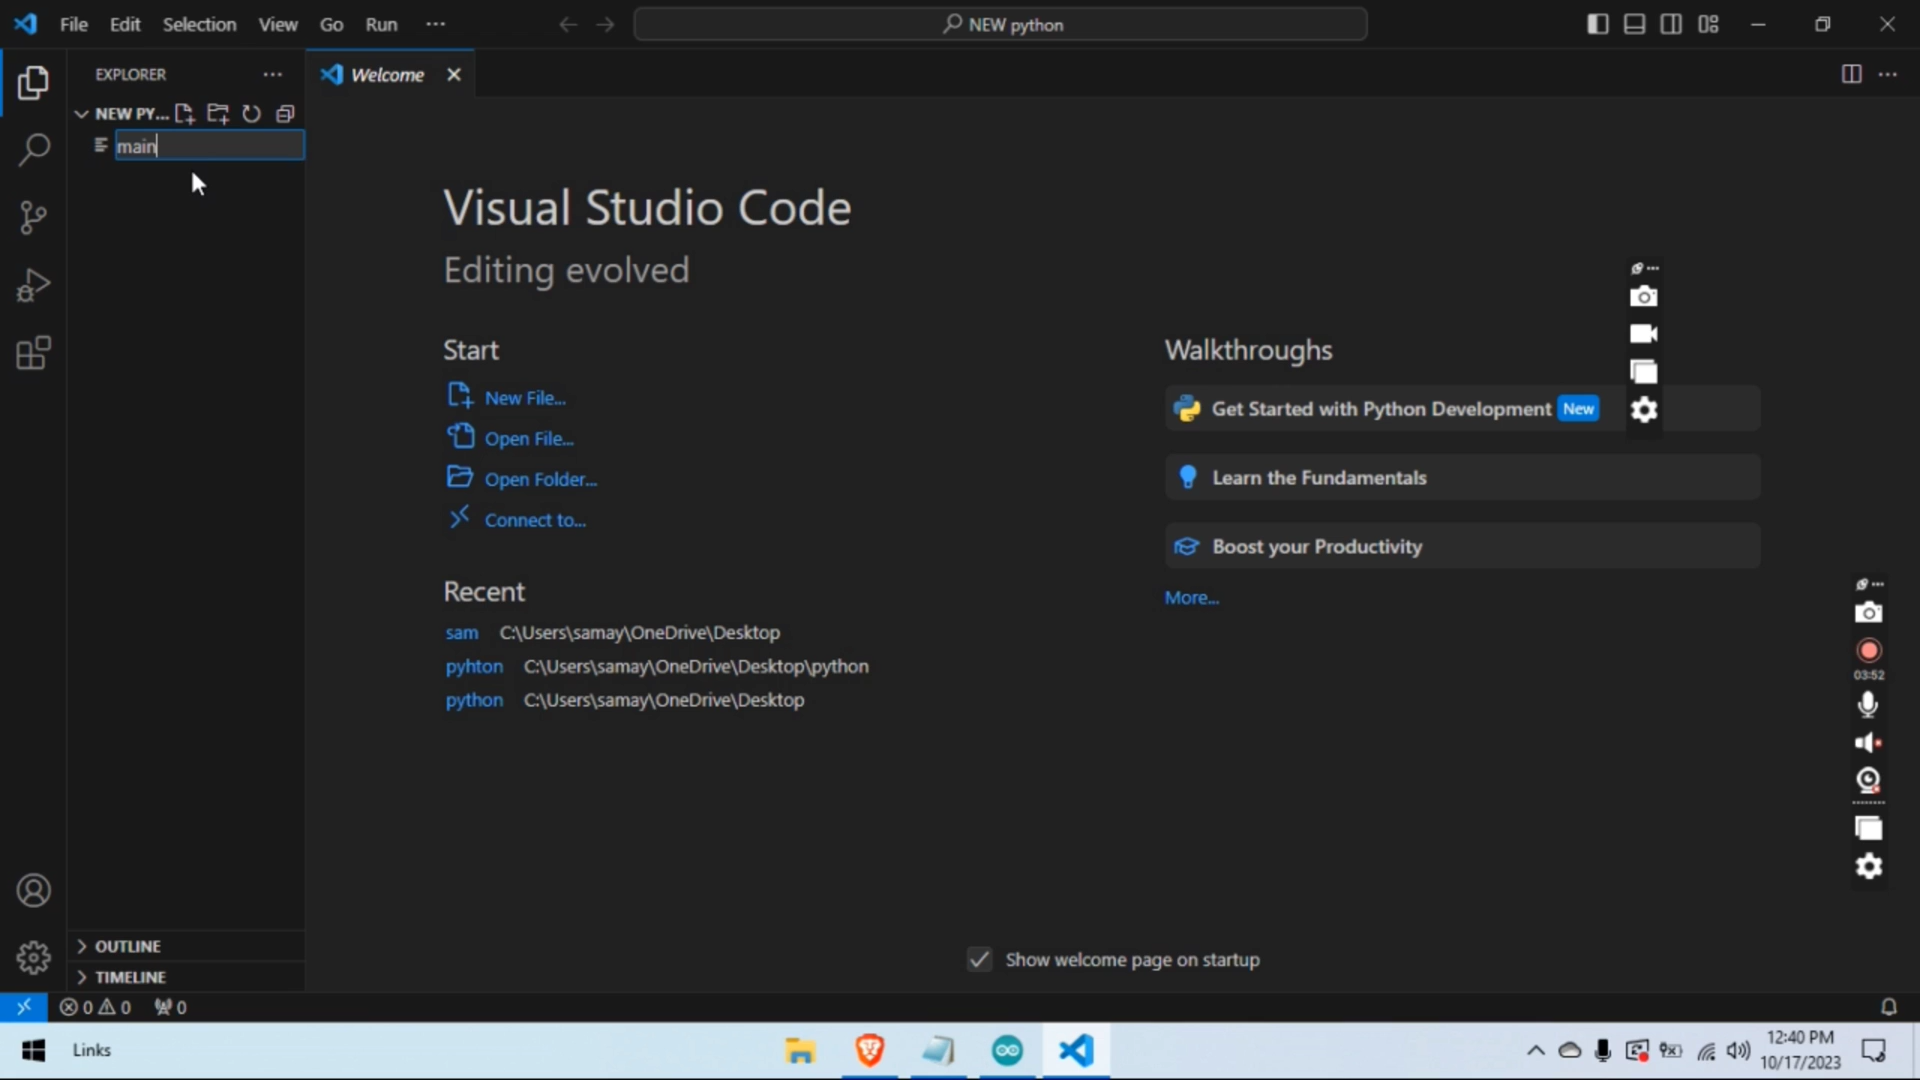 File Edit Selection View Go Run ···
NEW python
EXPLORER ···
Welcome
NEW PY...
main
Visual Studio Code
Editing evolved
Start
New File...
Open File...
Open Folder...
Connect to...
Recent
sam C:\Users\samay\OneDrive\Desktop
pyhton C:\Users\samay\OneDrive\Desktop\python
python C:\Users\samay\OneDrive\Desktop
Walkthroughs
Get Started with Python Development New
Learn the Fundamentals
Boost your Productivity
More...
03:52
OUTLINE
TIMELINE
Show welcome page on startup
0 0 0
Links
12:40 PM
10/17/2023